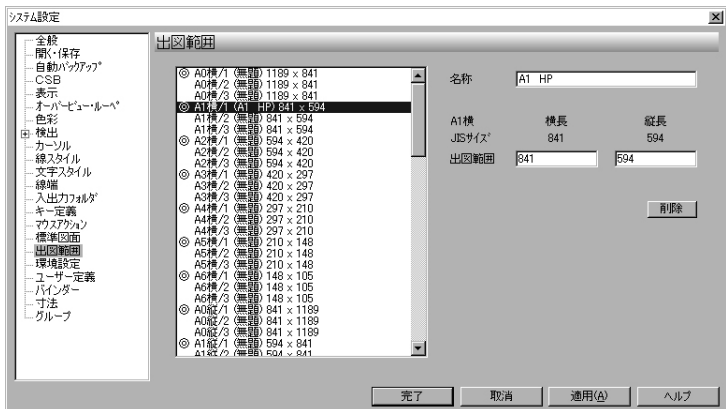 システム設定
全般
開く・保存
自動バックアップ
CSB
表示
オーバービュー・ルーペ
色彩
検出
カーソル
線スタイル
文字スタイル
線端
入出力フォルダ
キー定義
マウスアクション
標準図面
出図範囲
環境設定
ユーザー定義
バインダー
寸法
グループ
出図範囲
◎ A0横/1 (無題) 1189 x 841
A0横/2 (無題) 1189 x 841
A0横/3 (無題) 1189 x 841
◎ A1横/1 (A1 HP) 841 x 594
A1横/2 (無題) 841 x 594
A1横/3 (無題) 841 x 594
◎ A2横/1 (無題) 594 x 420
A2横/2 (無題) 594 x 420
A2横/3 (無題) 594 x 420
◎ A3横/1 (無題) 420 x 297
A3横/2 (無題) 420 x 297
A3横/3 (無題) 420 x 297
◎ A4横/1 (無題) 297 x 210
A4横/2 (無題) 297 x 210
A4横/3 (無題) 297 x 210
◎ A5横/1 (無題) 210 x 148
A5横/2 (無題) 210 x 148
A5横/3 (無題) 210 x 148
◎ A6横/1 (無題) 148 x 105
A6横/2 (無題) 148 x 105
A6横/3 (無題) 148 x 105
◎ A0縦/1 (無題) 841 x 1189
A0縦/2 (無題) 841 x 1189
A0縦/3 (無題) 841 x 1189
◎ A1縦/1 (無題) 594 x 841
A1縦/2 (無題) 594 x 841
名称 A1 HP
A1横 横長 縦長
JISサイズ 841 594
出図範囲 841 594
削除
完了 取消 適用(A) ヘルプ